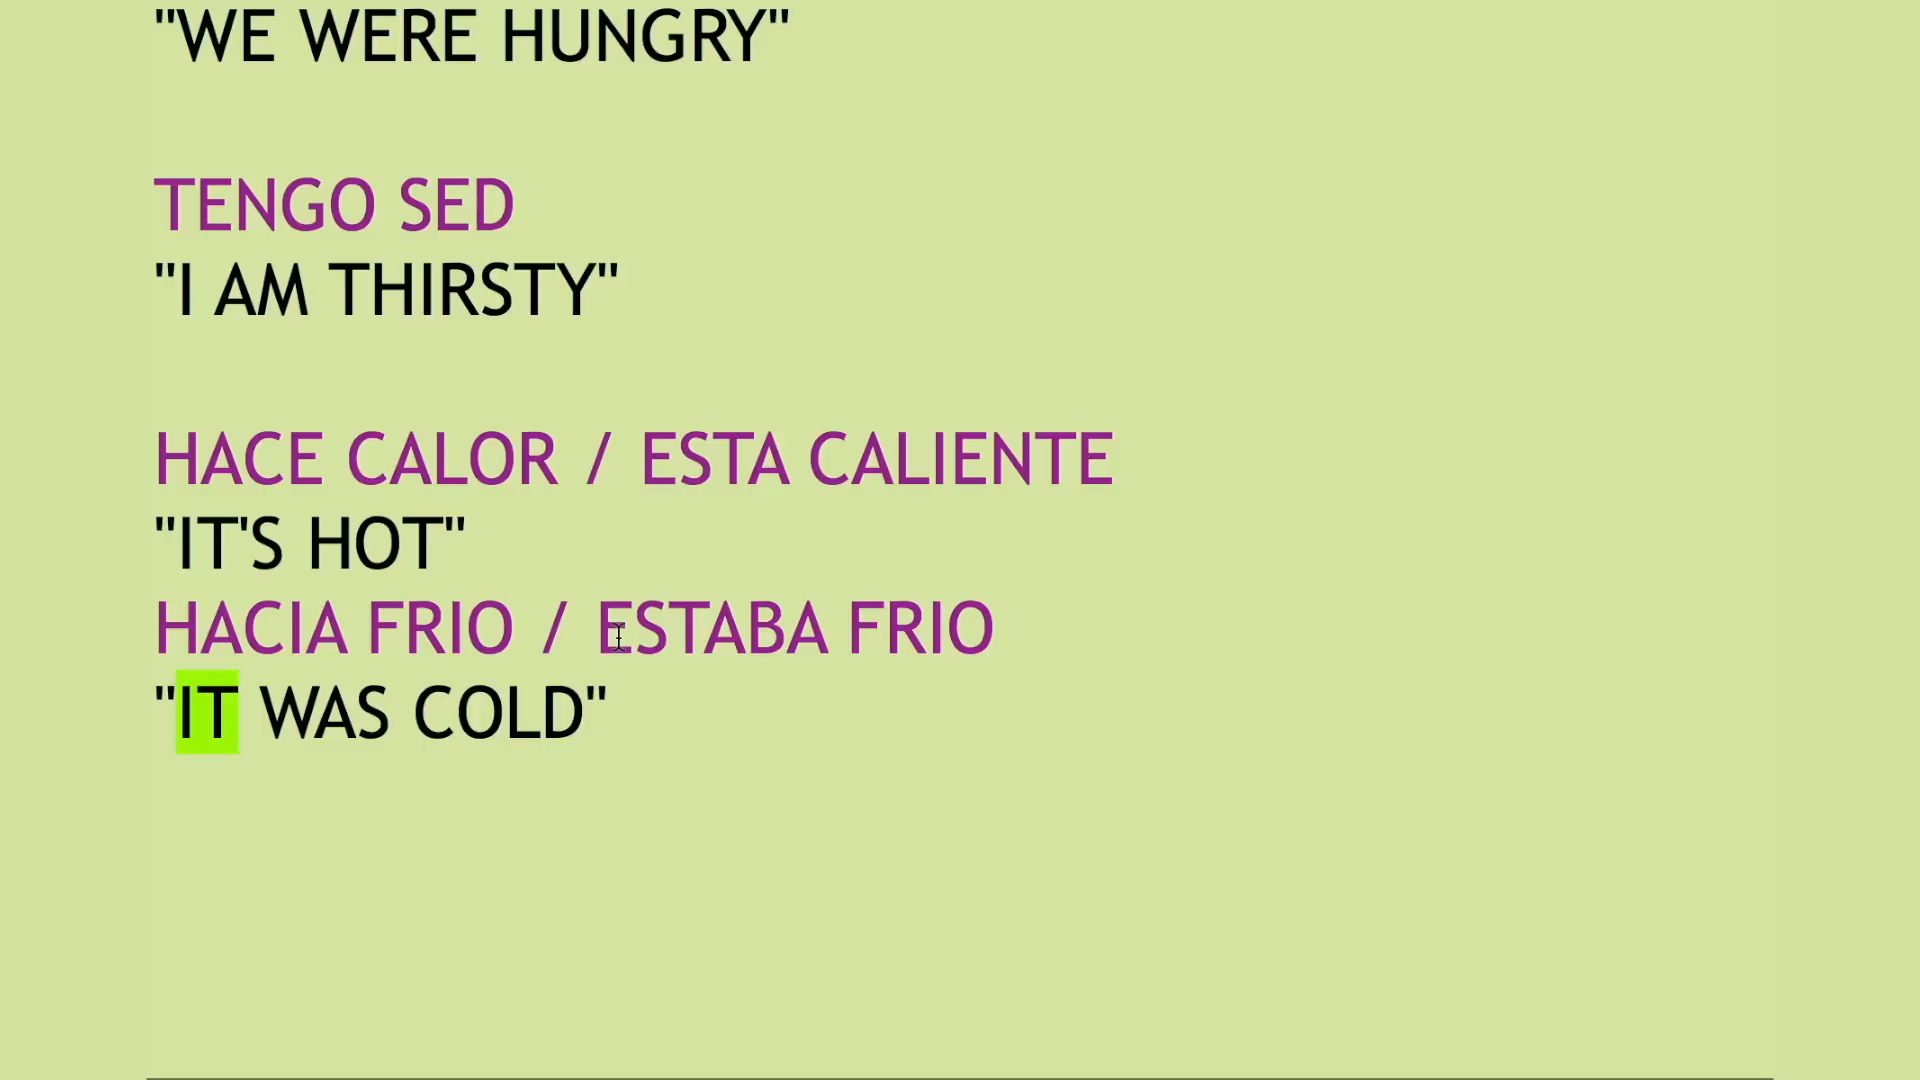 "WE WERE HUNGRY"
TENGO SED
"I AM THIRSTY"
HACE CALOR / ESTA CALIENTE
"IT'S HOT"
HACIA FRIO / ESTABA FRIO
"IT WAS COLD"